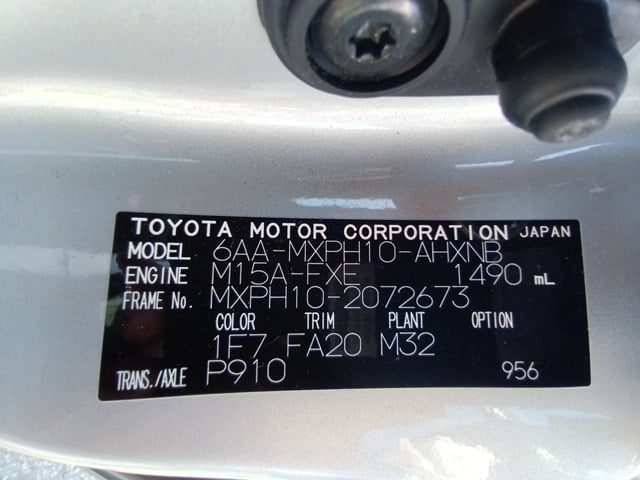 TOYOTA MOTOR CORPORATION JAPAN
MODEL 6AA-MXPH10-AHXNB
ENGINE M15A-FXE 1490 mL
FRAME No. MXPH10-2072673
COLOR TRIM PLANT OPTION
1F7 FA20 M32
TRANS./AXLE P910 956